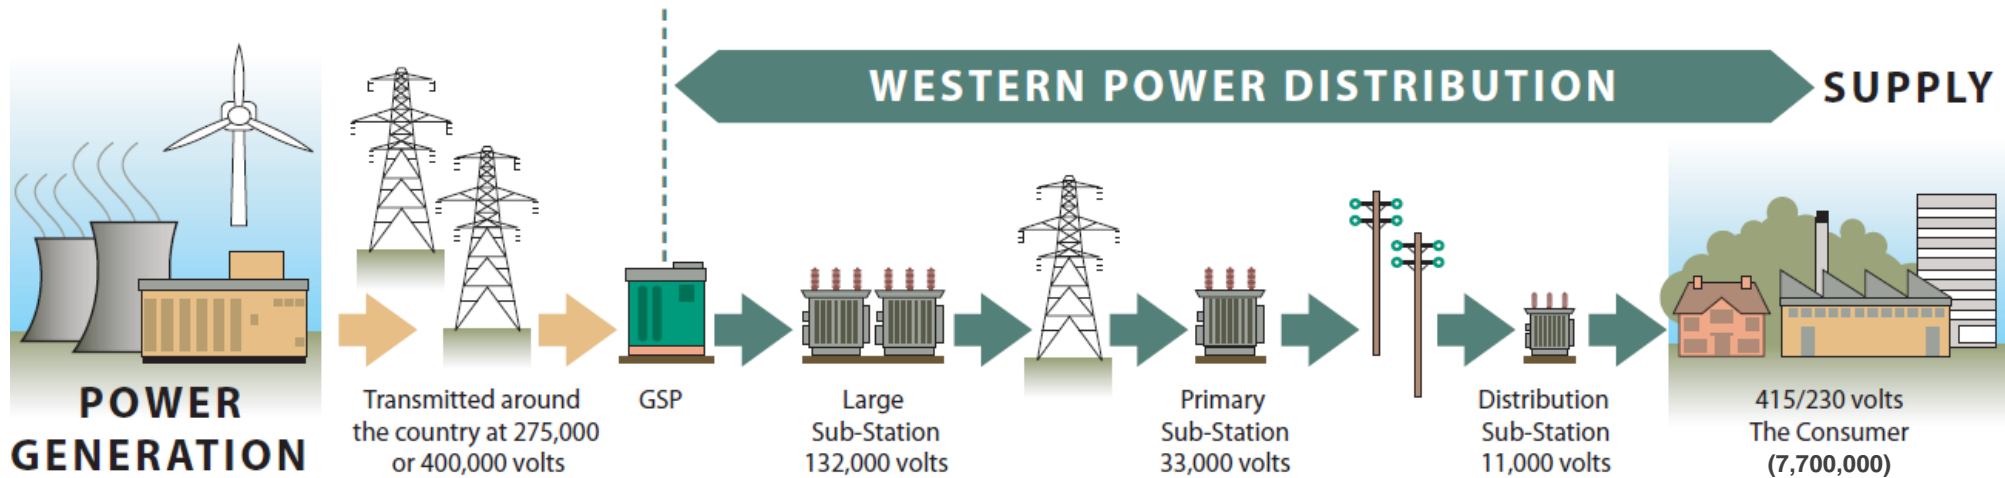 WESTERN POWER DISTRIBUTION
SUPPLY
POWER
GENERATION
Transmitted around
the country at 275,000
or 400,000 volts
GSP
Large
Sub-Station
132,000 volts
Primary
Sub-Station
33,000 volts
Distribution
Sub-Station
11,000 volts
415/230 volts
The Consumer
(7,700,000)